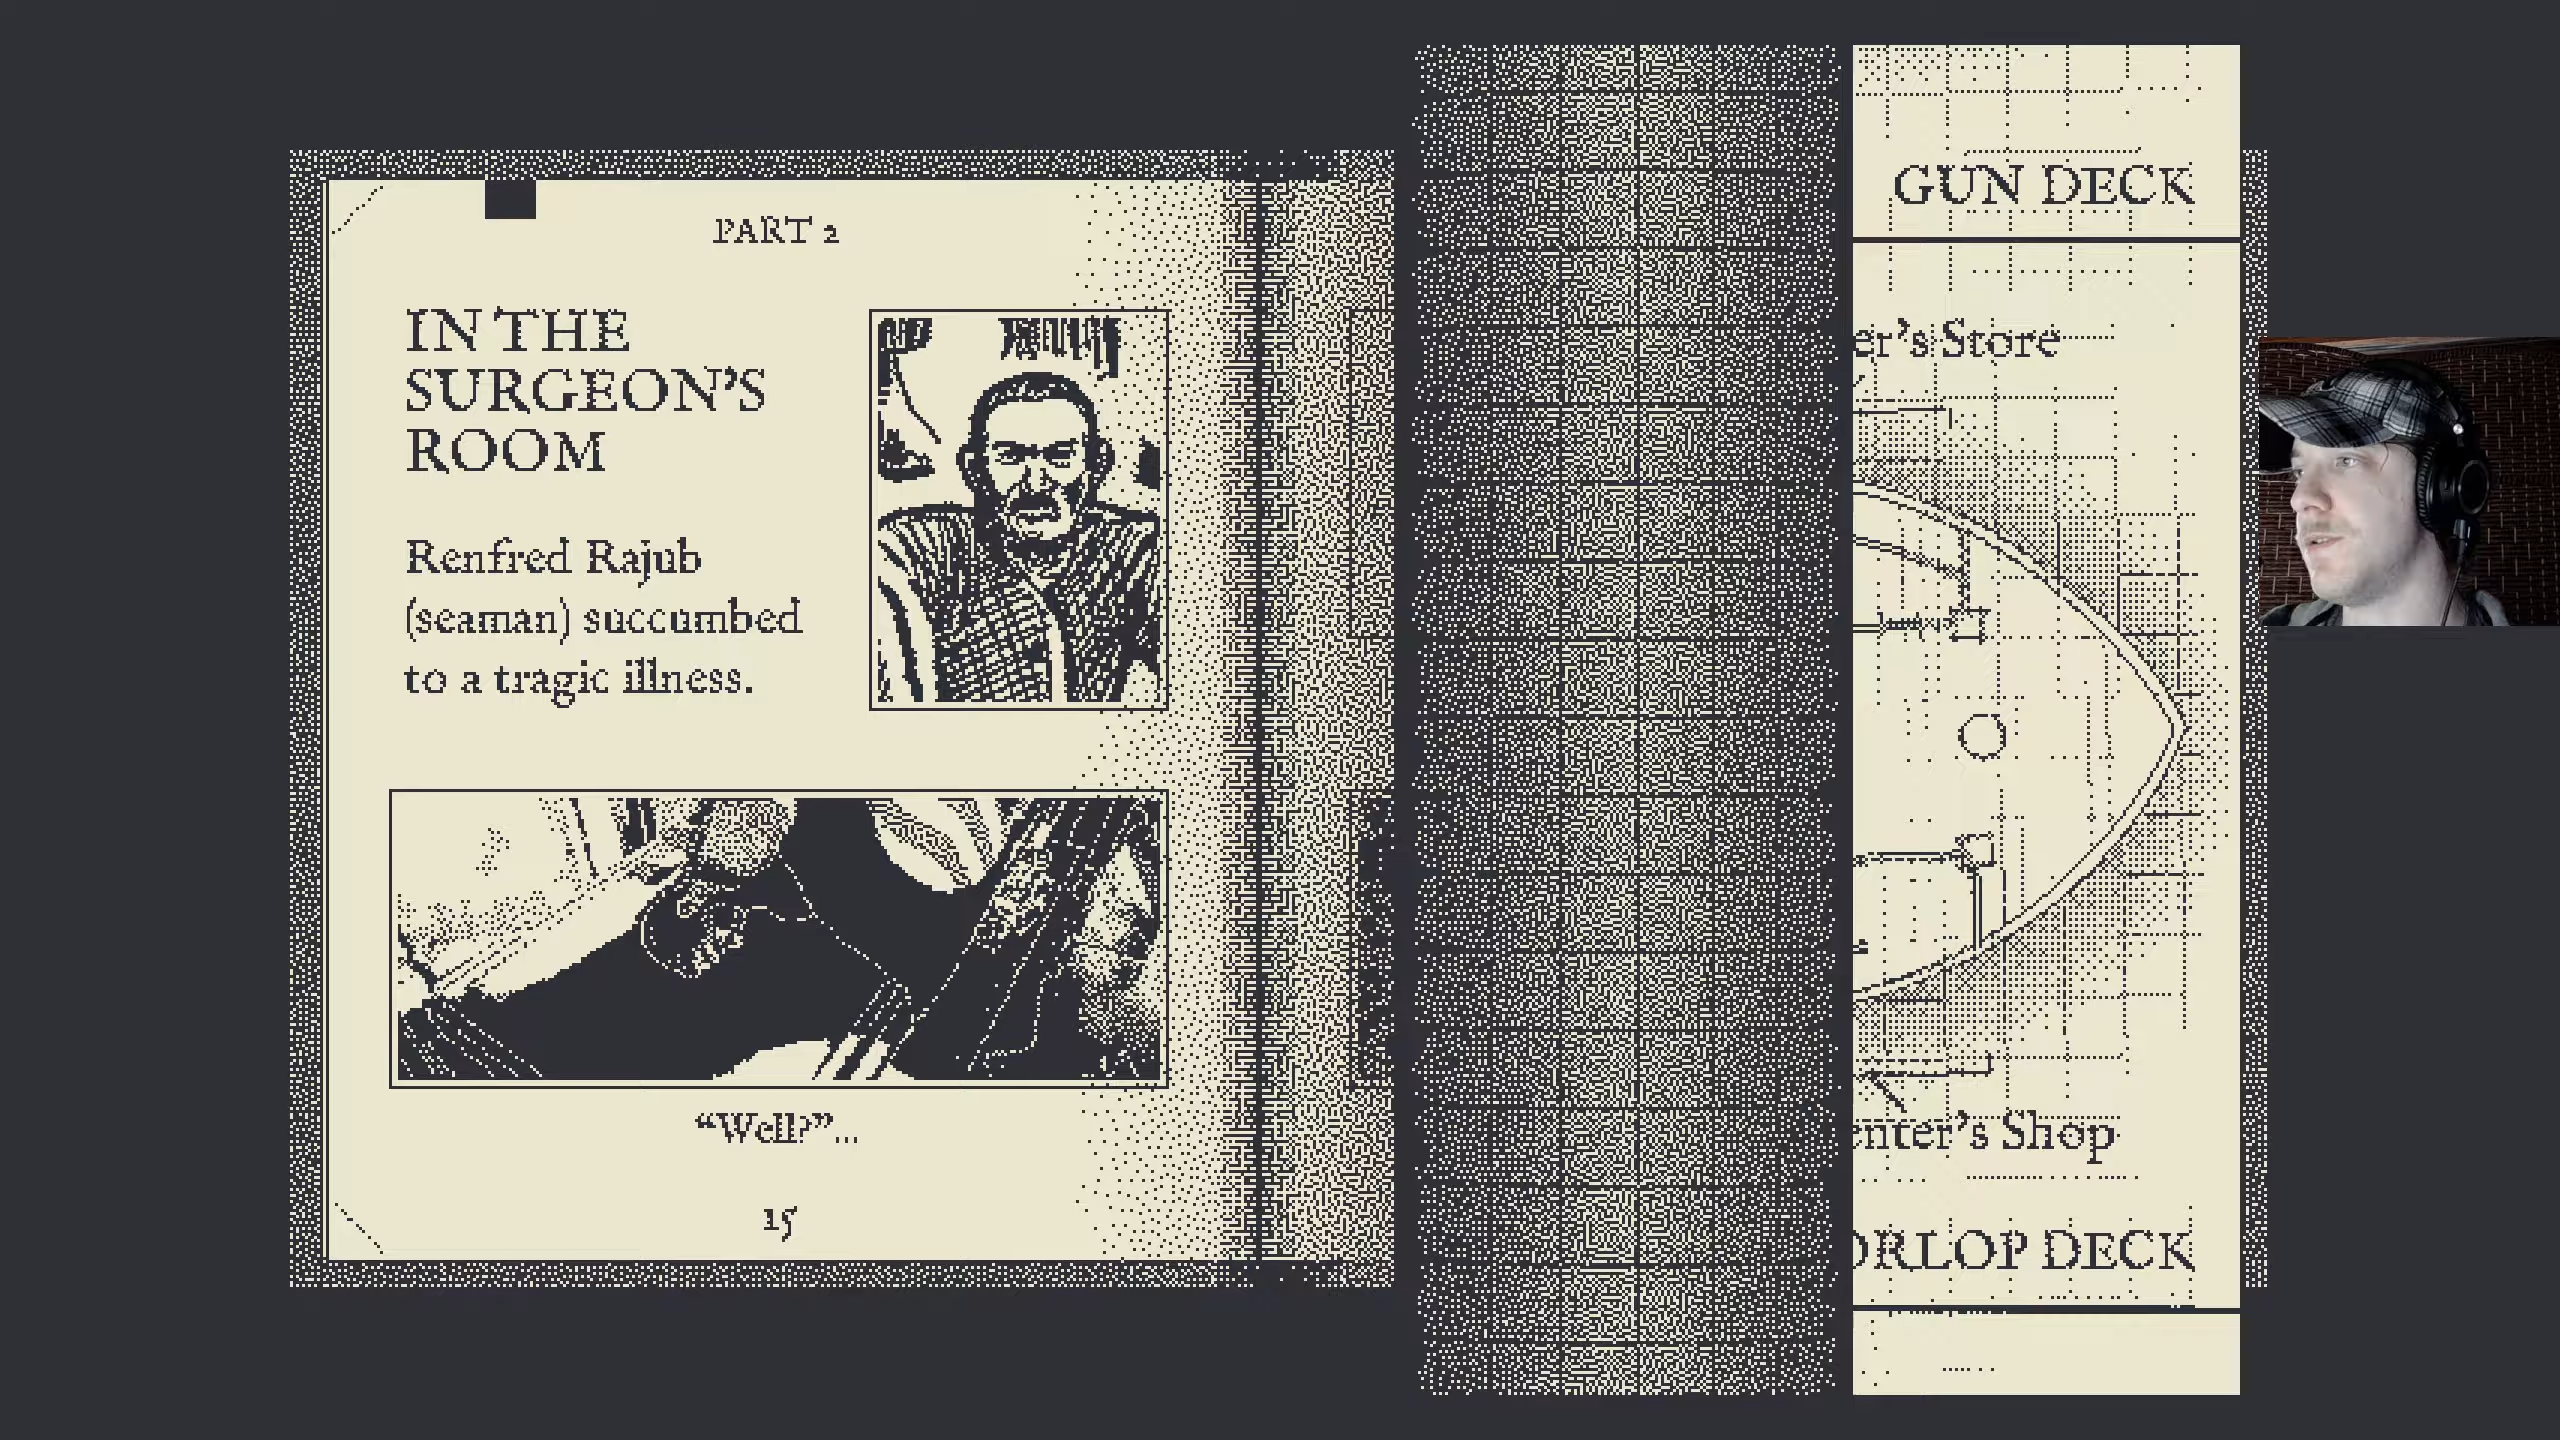 PART 2
IN THE
SURGEON'S
ROOM
Renfred Rajub
(seaman) succumbed
to a tragic illness.
“Well?”...
15
GUN DECK
er's Store
enter's Shop
ORLOP DECK